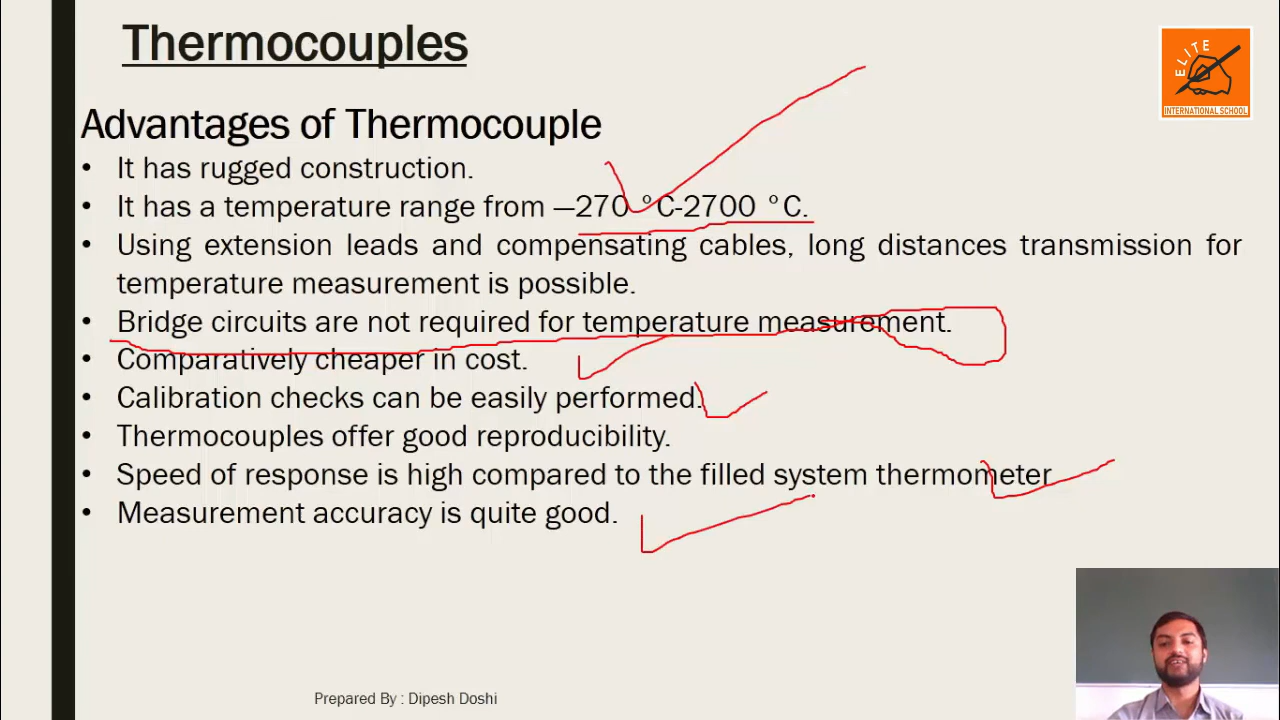 Thermocouples
ELITE
INTERNATIONAL SCHOOL
Advantages of Thermocouple
• It has rugged construction.
• It has a temperature range from —270 °C-2700 °C.
• Using extension leads and compensating cables, long distances transmission for
temperature measurement is possible.
• Bridge circuits are not required for temperature measurement.
• Comparatively cheaper in cost.
• Calibration checks can be easily performed.
• Thermocouples offer good reproducibility.
• Speed of response is high compared to the filled system thermometer
• Measurement accuracy is quite good.
Prepared By : Dipesh Doshi